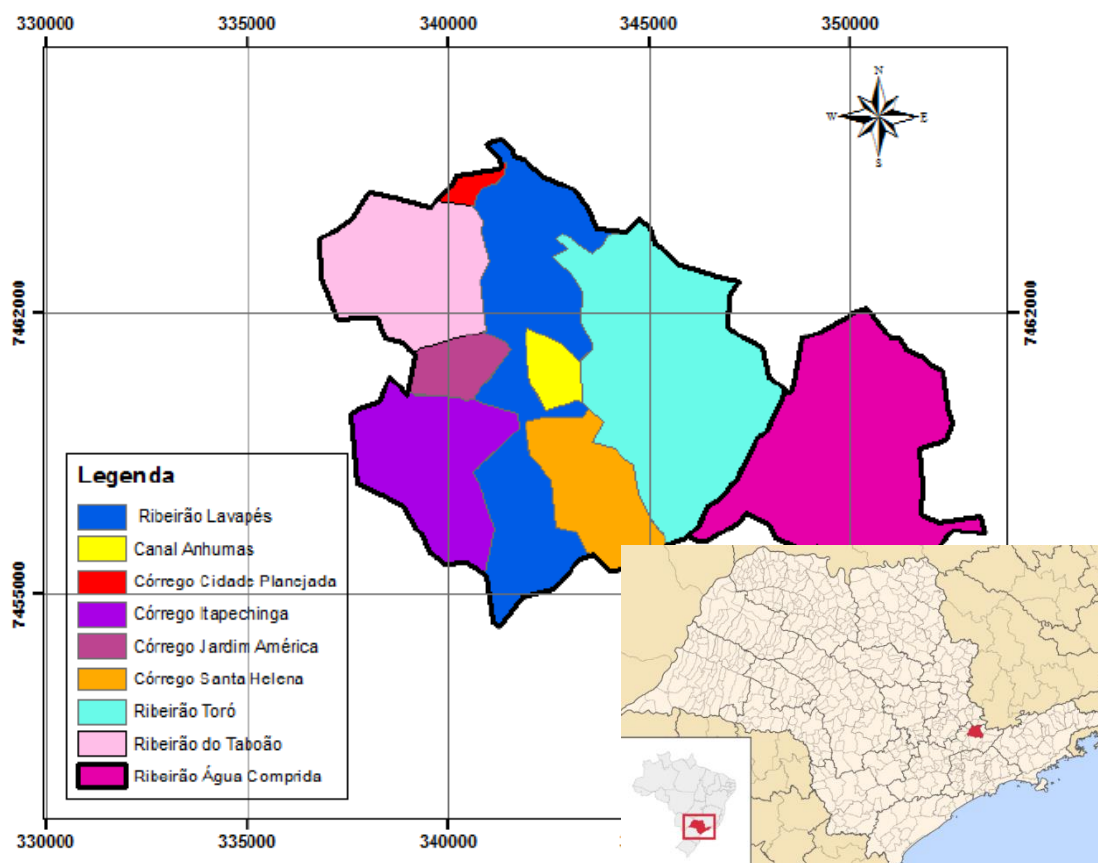 330000 335000 340000 345000 350000
N
W E
S
7462000 7462000
Legenda
Ribeirão Lavapés
Canal Anhumas
Córrego Cidade Planejada
Córrego Itapechinga
Córrego Jardim América
Córrego Santa Helena
Ribeirão Toró
Ribeirão do Taboão
Ribeirão Água Comprida
7455000
330000 335000 340000